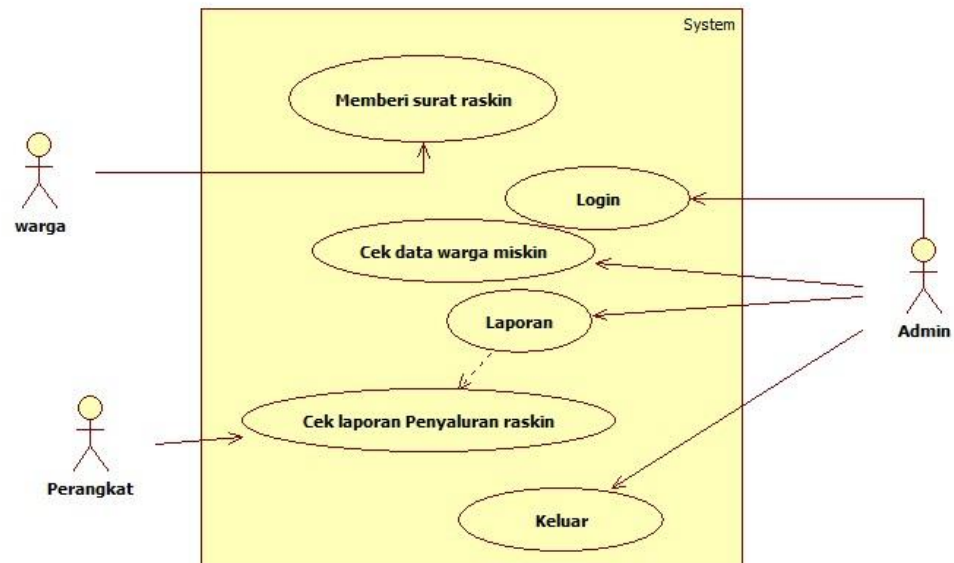 System
Memberi surat raskin
warga
Login
Cek data warga miskin
Laporan
Admin
Cek laporan Penyaluran raskin
Perangkat
Keluar